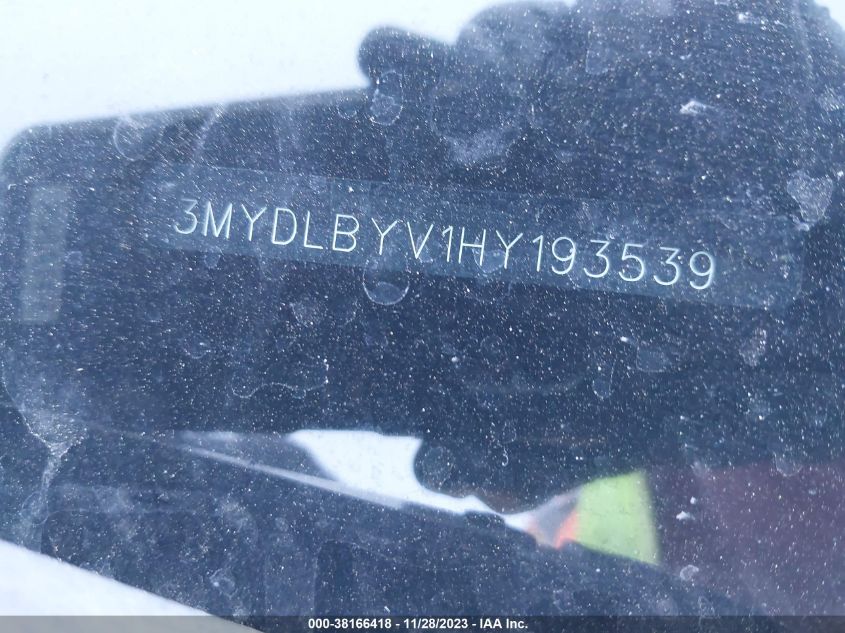 3MYDLBYV1HY193539
000-38166418 - 11/28/2023 - IAA Inc.